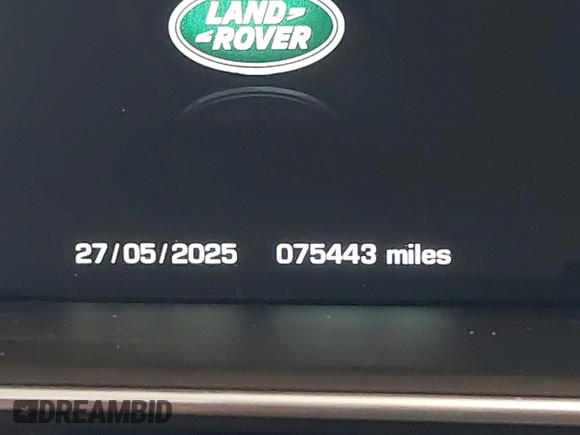 LAND
ROVER
27/05/2025 075443 miles
DREAMBID